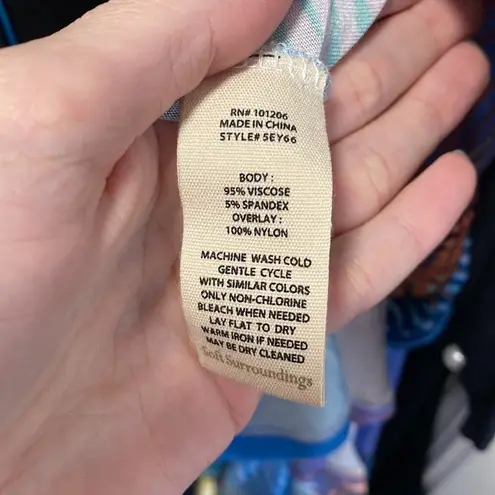 RN# 101206
MADE IN CHINA
STYLE# 5EY66
BODY :
95% VISCOSE
5% SPANDEX
OVERLAY :
100% NYLON
MACHINE WASH COLD
GENTLE CYCLE
WITH SIMILAR COLORS
ONLY NON-CHLORINE
BLEACH WHEN NEEDED
LAY FLAT TO DRY
WARM IRON IF NEEDED
MAY BE DRY CLEANED
Soft Surroundings